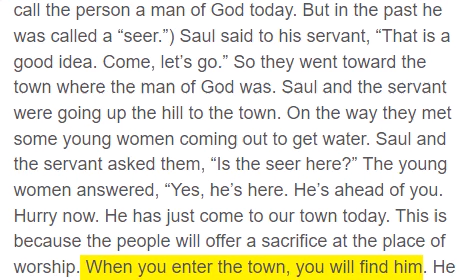 call the person a man of God today. But in the past he
was called a “seer.”) Saul said to his servant, “That is a
good idea. Come, let’s go.” So they went toward the
town where the man of God was. Saul and the servant
were going up the hill to the town. On the way they met
some young women coming out to get water. Saul and
the servant asked them, “Is the seer here?” The young
women answered, “Yes, he’s here. He’s ahead of you.
Hurry now. He has just come to our town today. This is
because the people will offer a sacrifice at the place of
worship. When you enter the town, you will find him. He